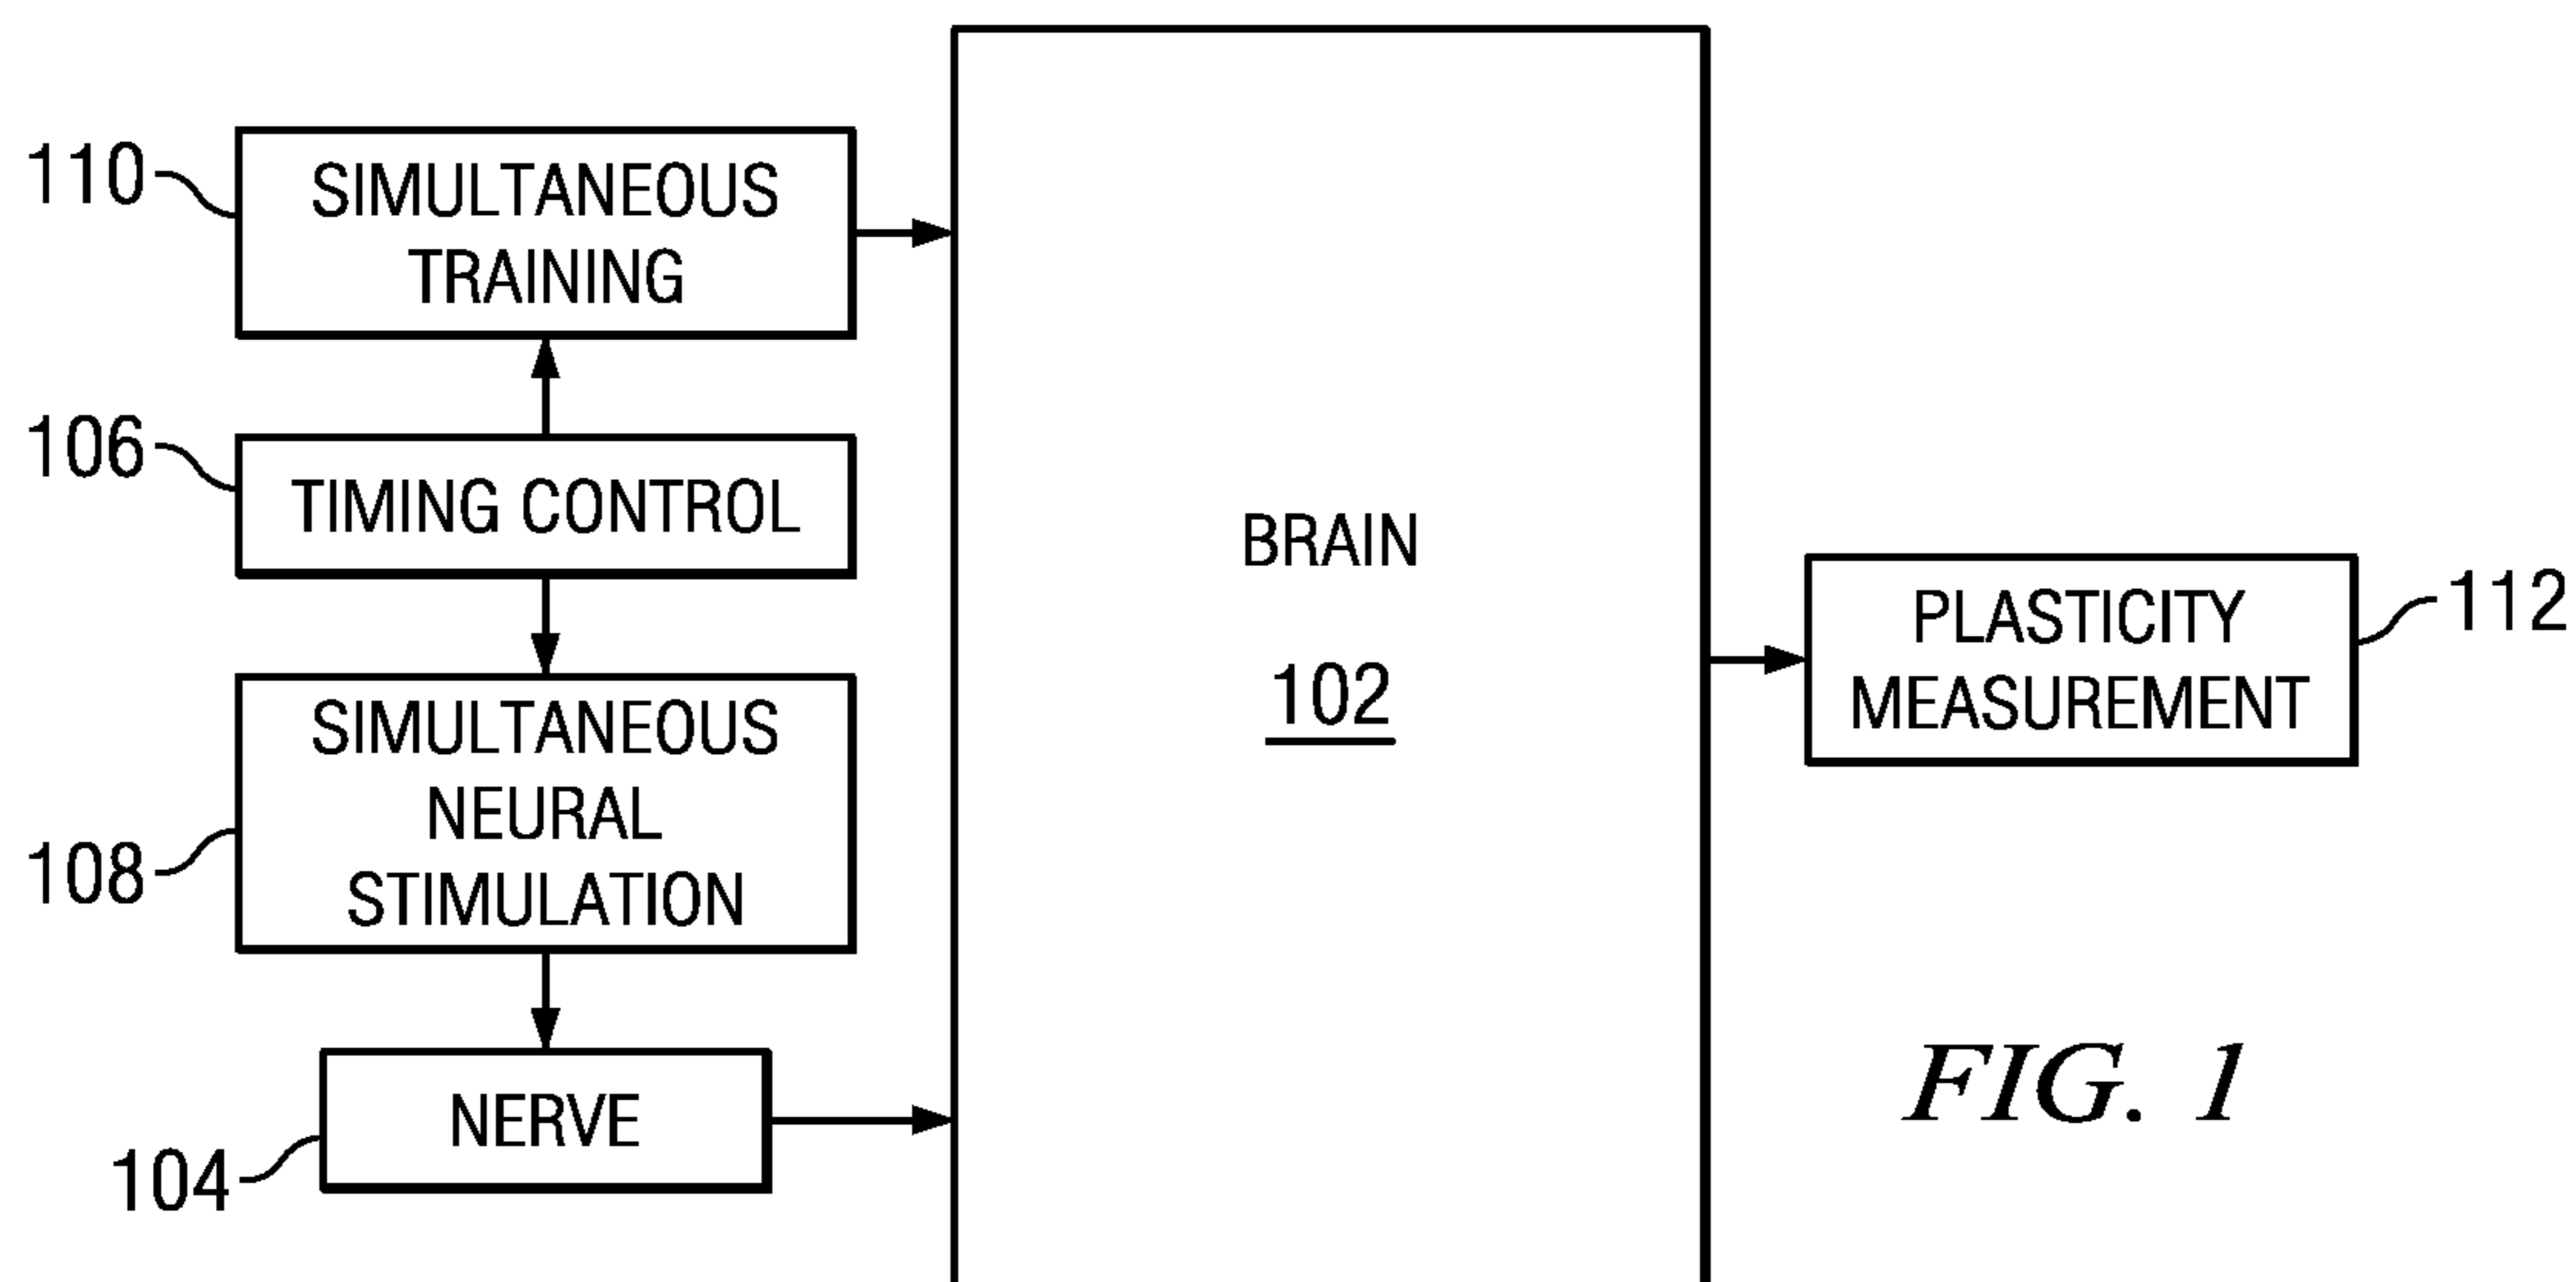 110
SIMULTANEOUS
TRAINING
106
TIMING CONTROL
108
SIMULTANEOUS
NEURAL
STIMULATION
104
NERVE
BRAIN
102
PLASTICITY
MEASUREMENT
112
FIG. 1